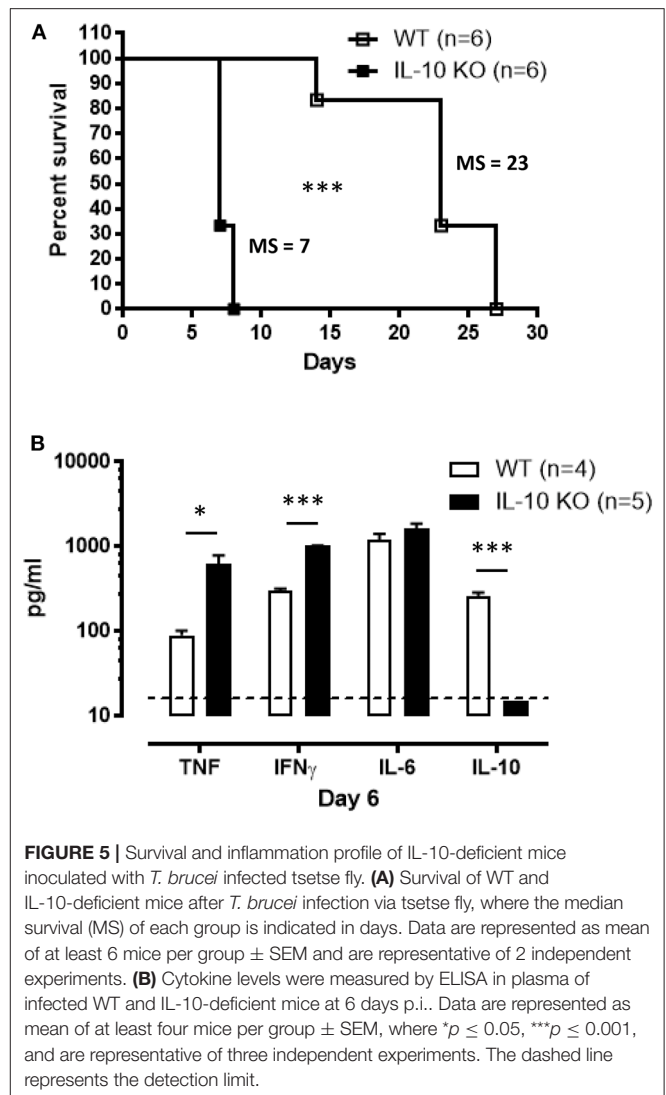 A
110
100
90
80
70
60
50
40
30
20
10
0
Percent survival
WT (n=6)
IL-10 KO (n=6)
MS = 23
***
MS = 7
0 5 10 15 20 25 30
Days
B
10000
1000
100
10
pg/ml
WT (n=4)
IL-10 KO (n=5)
*
***
***
TNF IFNγ IL-6 IL-10
Day 6
FIGURE 5 | Survival and inflammation profile of IL-10-deficient mice
inoculated with T. brucei infected tsetse fly. (A) Survival of WT and
IL-10-deficient mice after T. brucei infection via tsetse fly, where the median
survival (MS) of each group is indicated in days. Data are represented as mean
of at least 6 mice per group ± SEM and are representative of 2 independent
experiments. (B) Cytokine levels were measured by ELISA in plasma of
infected WT and IL-10-deficient mice at 6 days p.i.. Data are represented as
mean of at least four mice per group ± SEM, where *p ≤ 0.05, ***p ≤ 0.001,
and are representative of three independent experiments. The dashed line
represents the detection limit.